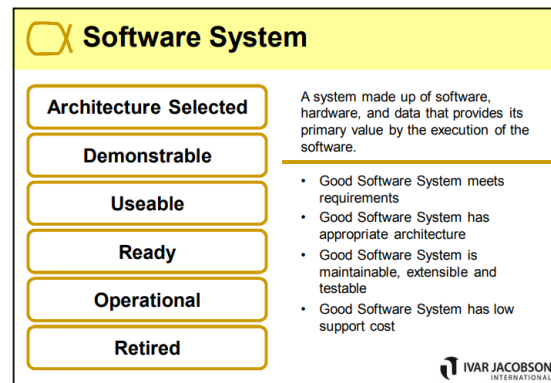 Software System
Architecture Selected
Demonstrable
Useable
Ready
Operational
Retired
A system made up of software,
hardware, and data that provides its
primary value by the execution of the
software.
• Good Software System meets
requirements
• Good Software System has
appropriate architecture
• Good Software System is
maintainable, extensible and
testable
• Good Software System has low
support cost
IVAR JACOBSON
INTERNATIONAL